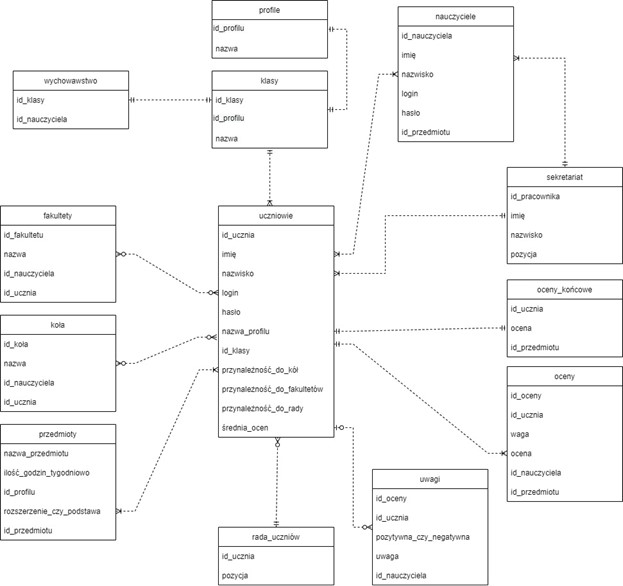 profile
id_profilu
nazwa
nauczyciele
id_nauczyciela
imię
nazwisko
login
hasło
id_przedmiotu
wychowawstwo
id_klasy
id_nauczyciela
klasy
id_klasy
id_profilu
nazwa
sekretariat
id_pracownika
imię
nazwisko
pozycja
fakultety
id_fakultetu
nazwa
id_nauczyciela
id_ucznia
uczniowie
id_ucznia
imię
nazwisko
login
hasło
nazwa_profilu
id_klasy
przynależność_do_kół
przynależność_do_fakultetów
przynależność_do_rady
średnia_ocen
oceny_końcowe
id_ucznia
ocena
id_przedmiotu
koła
id_koła
nazwa
id_nauczyciela
id_ucznia
oceny
id_oceny
id_ucznia
waga
ocena
id_nauczyciela
id_przedmiotu
przedmioty
nazwa_przedmiotu
ilość_godzin_tygodniowo
id_profilu
rozszerzenie_czy_podstawa
id_przedmiotu
uwagi
id_oceny
id_ucznia
pozytywna_czy_negatywna
uwaga
id_nauczyciela
rada_uczniów
id_ucznia
pozycja